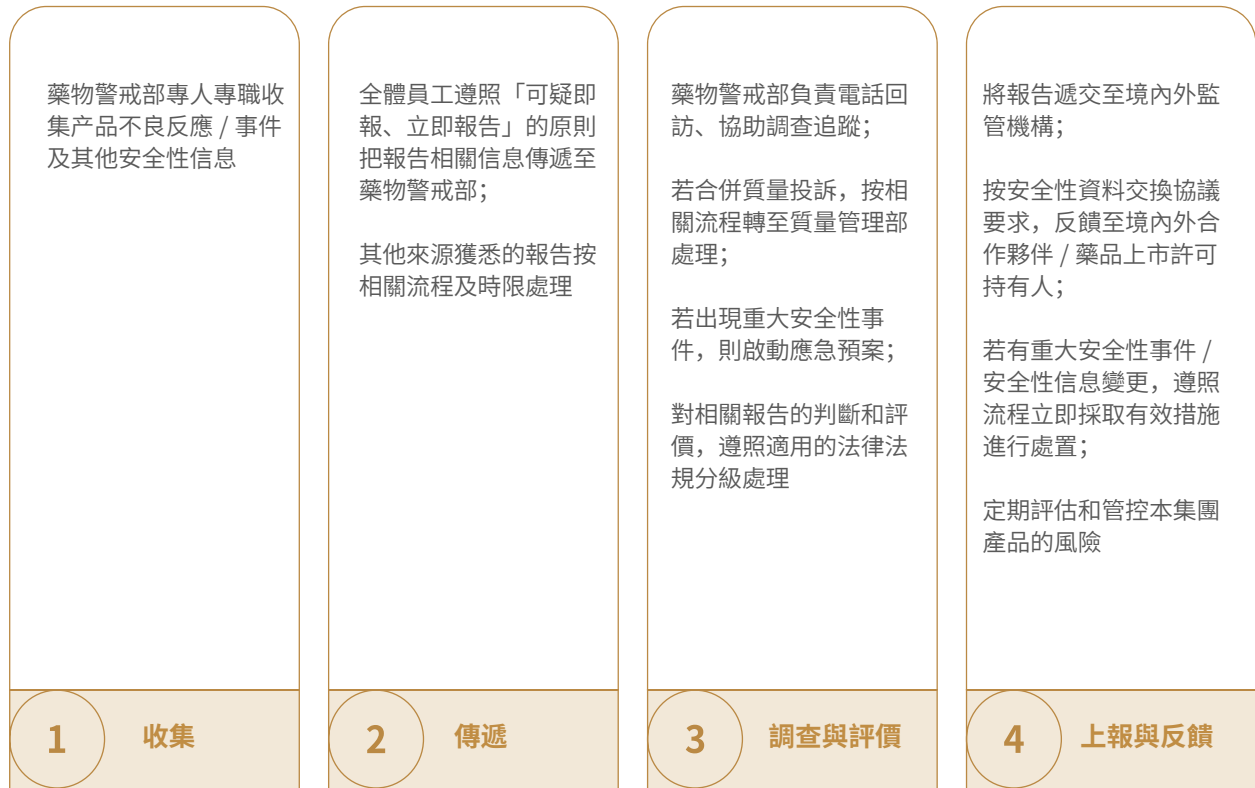 藥物警戒部專人專職收
集产品不良反應 / 事件
及其他安全性信息
1
收集
全體員工遵照「可疑即
報、立即報告」的原則
把報告相關信息傳遞至
藥物警戒部；
其他來源獲悉的報告按
相關流程及時限處理
2
傳遞
藥物警戒部負責電話回
訪、協助調查追蹤；
若合併質量投訴，按相
關流程轉至質量管理部
處理；
若出現重大安全性事
件，則啟動應急預案；
對相關報告的判斷和評
價，遵照適用的法律法
規分級處理
3
調查與評價
將報告遞交至境內外監
管機構；
按安全性資料交換協議
要求，反饋至境內外合
作夥伴 / 藥品上市許可
持有人；
若有重大安全性事件 /
安全性信息變更，遵照
流程立即採取有效措施
進行處置；
定期評估和管控本集團
產品的風險
4
上報與反饋